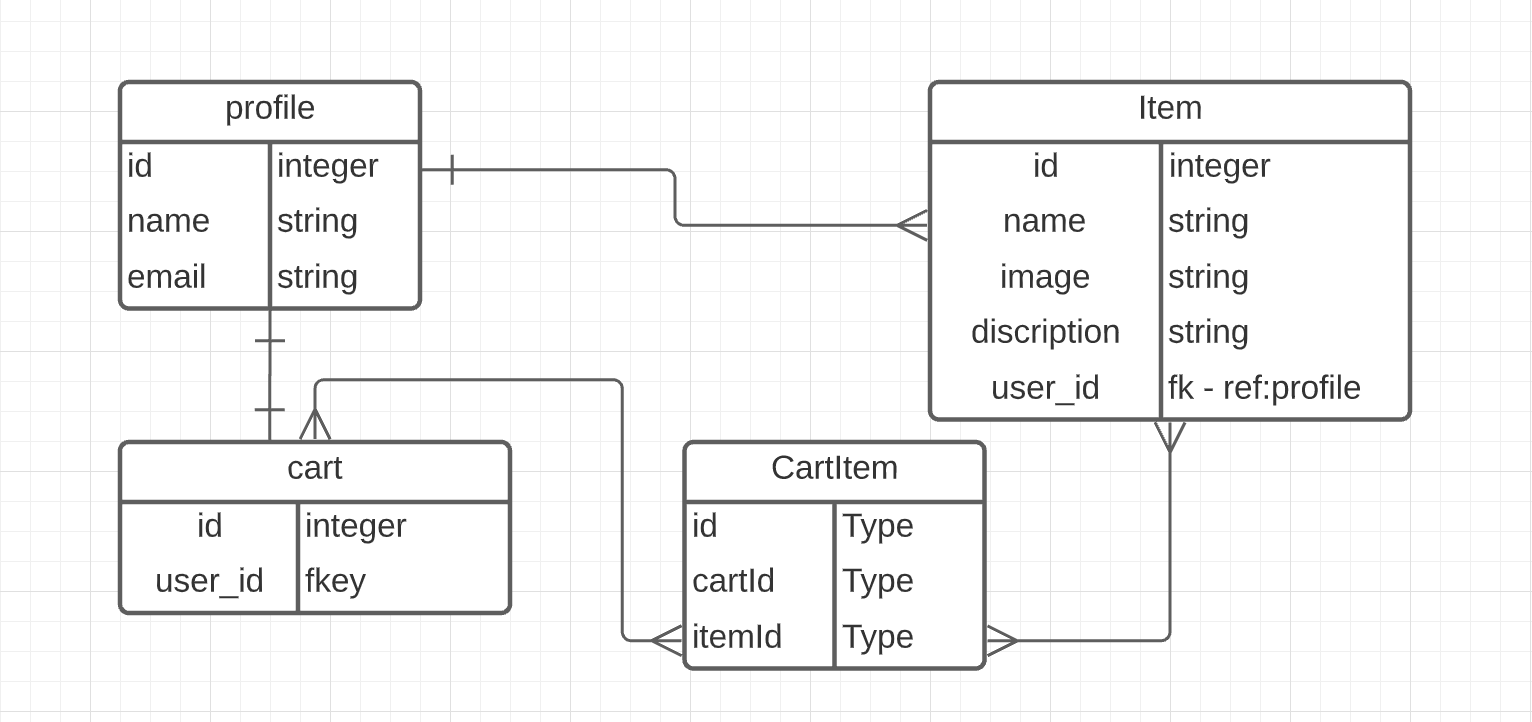 profile
id integer
name string
email string
Item
id integer
name string
image string
discription string
user_id fk - ref:profile
cart
id integer
user_id fkey
CartItem
id Type
cartId Type
itemId Type